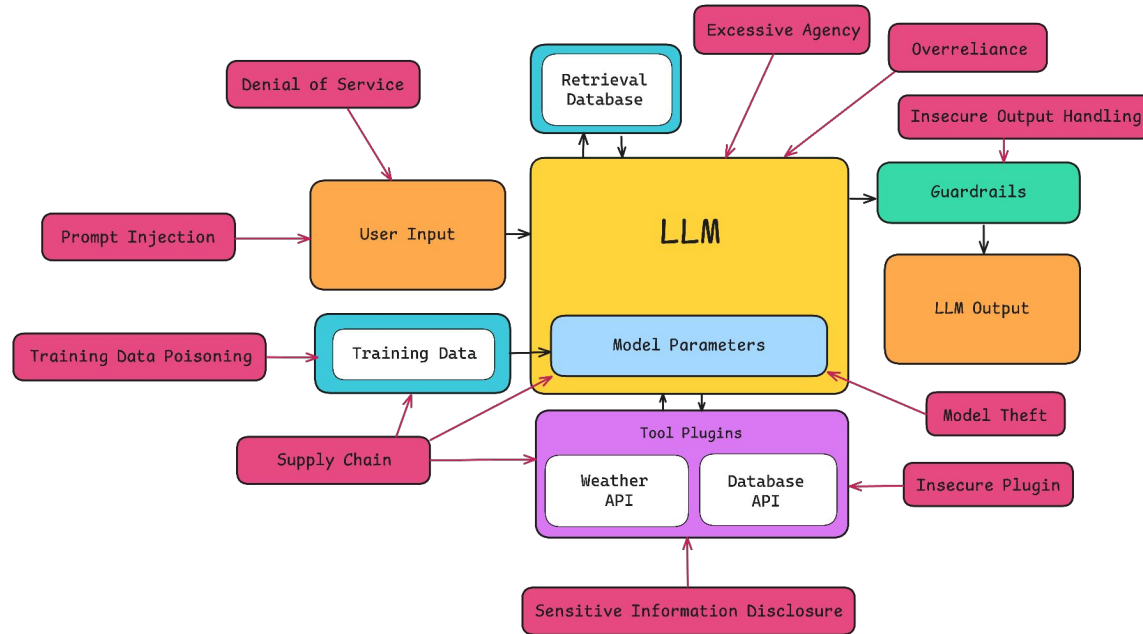 Excessive Agency
Overreliance
Retrieval
Database
Denial of Service
Insecure Output Handling
LLM
Guardrails
Prompt Injection
User Input
LLM Output
Training Data Poisoning
Training Data
Model Parameters
Model Theft
Supply Chain
Tool Plugins
Weather
API
Database
API
Insecure Plugin
Sensitive Information Disclosure